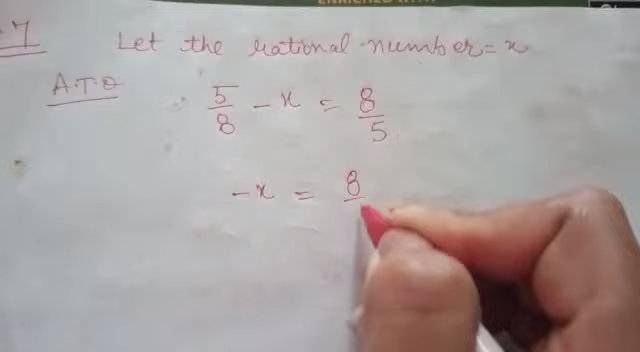 7
Let the rational number = x
A.T.Q
5/8 - x = 8/5
-x = 8